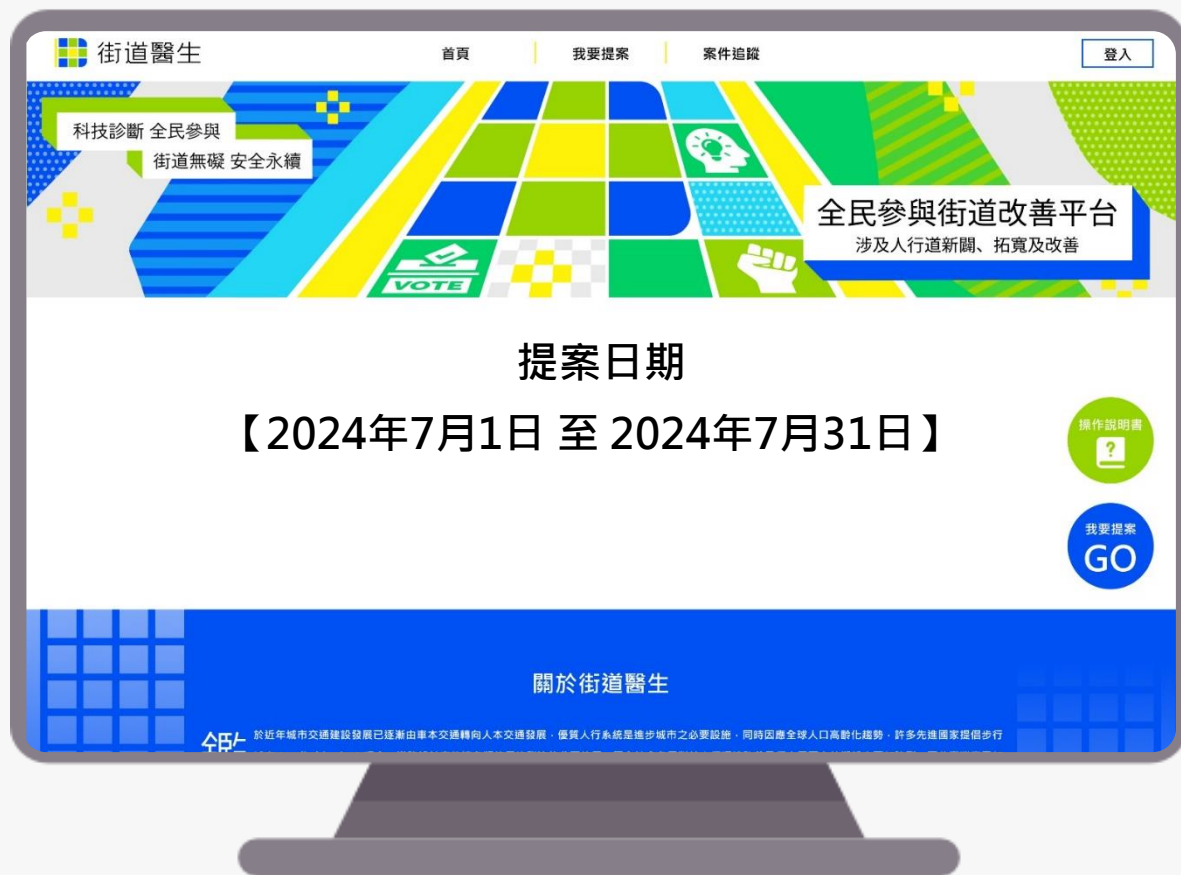 街道醫生
首頁
我要提案
案件追蹤
登入
科技診斷 全民參與
街道無礙 安全永續
VOTE
全民參與街道改善平台
涉及人行道新闢、拓寬及改善
提案日期
【2024年7月1日 至 2024年7月31日】
操作說明書
?
我要提案
GO
關於街道醫生
於近年城市交通建設發展已逐漸由車本交通轉向人本交通發展，優質人行系統是進步城市之必要設施，同時因應全球人口高齡化趨勢，許多先進國家提倡步行